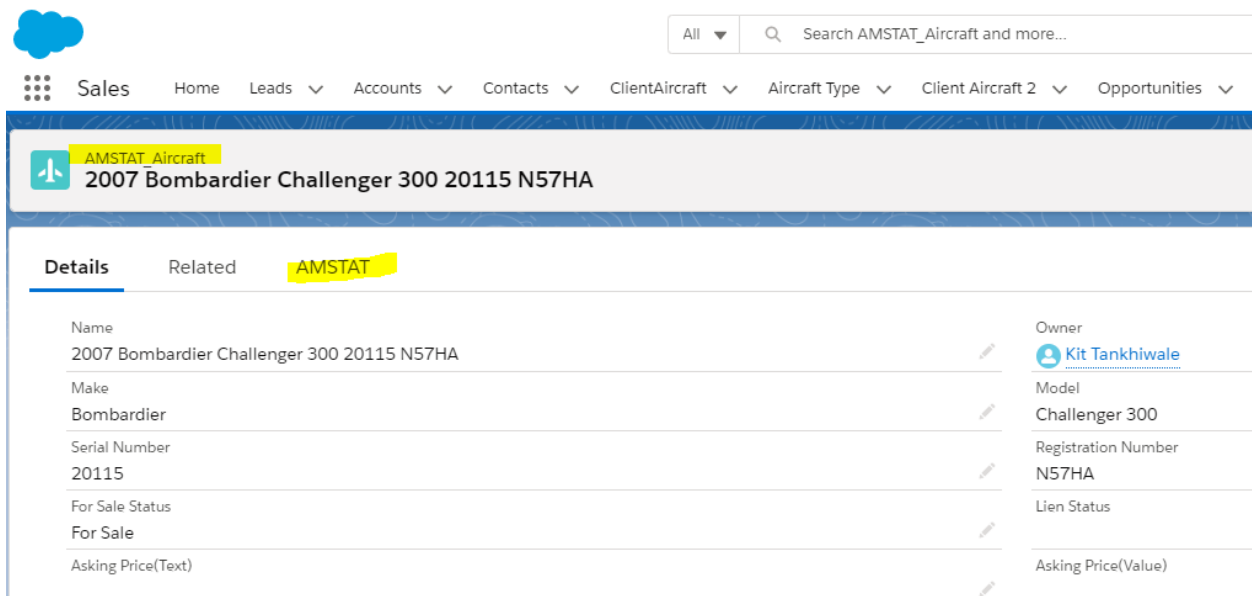 All Search AMSTAT_Aircraft and more...
Sales Home Leads Accounts Contacts ClientAircraft Aircraft Type Client Aircraft 2 Opportunities
AMSTAT_Aircraft
2007 Bombardier Challenger 300 20115 N57HA
Details Related AMSTAT
Name Owner
2007 Bombardier Challenger 300 20115 N57HA Kit Tankhiwale
Make Model
Bombardier Challenger 300
Serial Number Registration Number
20115 N57HA
For Sale Status Lien Status
For Sale
Asking Price(Text) Asking Price(Value)